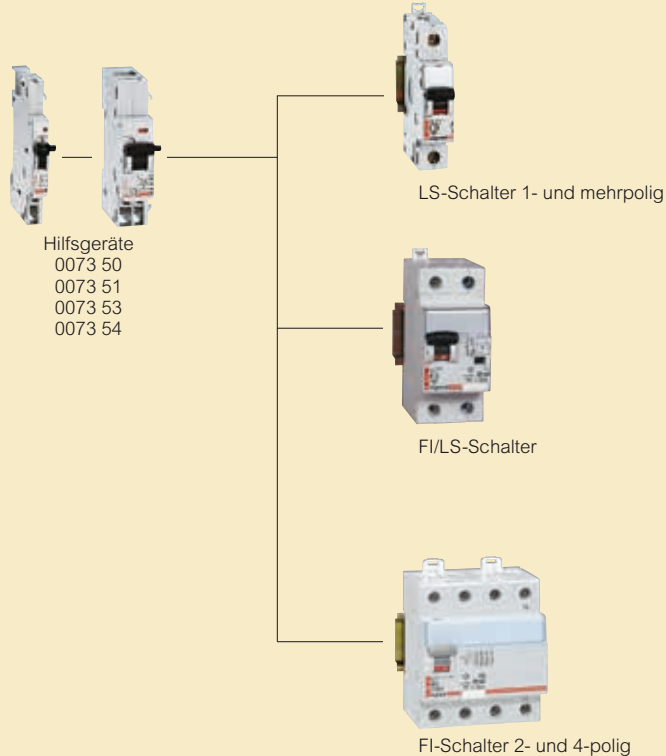 LS-Schalter 1- und mehrpolig
Hilfsgeräte
0073 50
0073 51
0073 53
0073 54
FI/LS-Schalter
FI-Schalter 2- und 4-polig